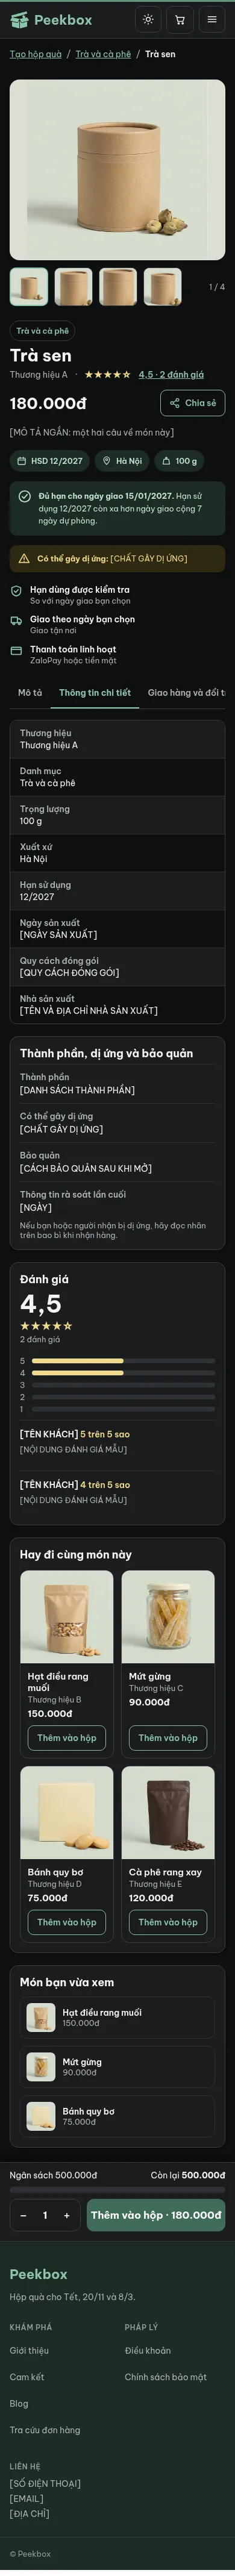 Peekbox
Tạo hộp quà / Trà và cà phê / Trà sen
1 / 4
Trà và cà phê
Trà sen
Thương hiệu A · ★★★★☆ 4,5 · 2 đánh giá
180.000đ
Chia sẻ
[MÔ TẢ NGẮN: một hai câu về món này]
HSD 12/2027
Hà Nội
100 g
Đủ hạn cho ngày giao 15/01/2027. Hạn sử
dụng 12/2027 còn xa hơn ngày giao cộng 7
ngày dự phòng.
Có thể gây dị ứng: [CHẤT GÂY DỊ ỨNG]
Hạn dùng được kiểm tra
So với ngày giao bạn chọn
Giao theo ngày bạn chọn
Giao tận nơi
Thanh toán linh hoạt
ZaloPay hoặc tiền mặt
Mô tả
Thông tin chi tiết
Giao hàng và đổi tr
Thương hiệu
Thương hiệu A
Danh mục
Trà và cà phê
Trọng lượng
100 g
Xuất xứ
Hà Nội
Hạn sử dụng
12/2027
Ngày sản xuất
[NGÀY SẢN XUẤT]
Quy cách đóng gói
[QUY CÁCH ĐÓNG GÓI]
Nhà sản xuất
[TÊN VÀ ĐỊA CHỈ NHÀ SẢN XUẤT]
Thành phần, dị ứng và bảo quản
Thành phần
[DANH SÁCH THÀNH PHẦN]
Có thể gây dị ứng
[CHẤT GÂY DỊ ỨNG]
Bảo quản
[CÁCH BẢO QUẢN SAU KHI MỞ]
Thông tin rà soát lần cuối
[NGÀY]
Nếu bạn hoặc người nhận bị dị ứng, hãy đọc nhãn
trên bao bì khi nhận hàng.
Đánh giá
4,5
★★★★☆
2 đánh giá
5
4
3
2
1
[TÊN KHÁCH] 5 trên 5 sao
[NỘI DUNG ĐÁNH GIÁ MẪU]
[TÊN KHÁCH] 4 trên 5 sao
[NỘI DUNG ĐÁNH GIÁ MẪU]
Hay đi cùng món này
Hạt điều rang
muối
Thương hiệu B
150.000đ
Thêm vào hộp
Mứt gừng
Thương hiệu C
90.000đ
Thêm vào hộp
Bánh quy bơ
Thương hiệu D
75.000đ
Thêm vào hộp
Cà phê rang xay
Thương hiệu E
120.000đ
Thêm vào hộp
Món bạn vừa xem
Hạt điều rang muối
150.000đ
Mứt gừng
90.000đ
Bánh quy bơ
75.000đ
Ngân sách 500.000đ
Còn lại 500.000đ
− 1 +
Thêm vào hộp · 180.000đ
Peekbox
Hộp quà cho Tết, 20/11 và 8/3.
KHÁM PHÁ
Giới thiệu
Cam kết
Blog
Tra cứu đơn hàng
PHÁP LÝ
Điều khoản
Chính sách bảo mật
LIÊN HỆ
[SỐ ĐIỆN THOẠI]
[EMAIL]
[ĐỊA CHỈ]
© Peekbox